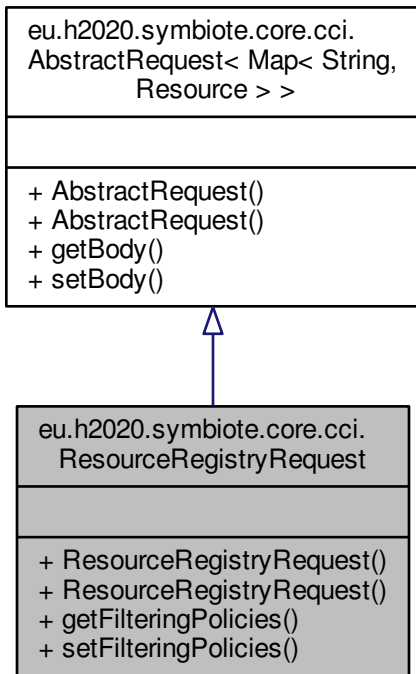 eu.h2020.symbiote.core.cci.
AbstractRequest< Map< String,
Resource > >
+ AbstractRequest()
+ AbstractRequest()
+ getBody()
+ setBody()
eu.h2020.symbiote.core.cci.
ResourceRegistryRequest
+ ResourceRegistryRequest()
+ ResourceRegistryRequest()
+ getFilteringPolicies()
+ setFilteringPolicies()